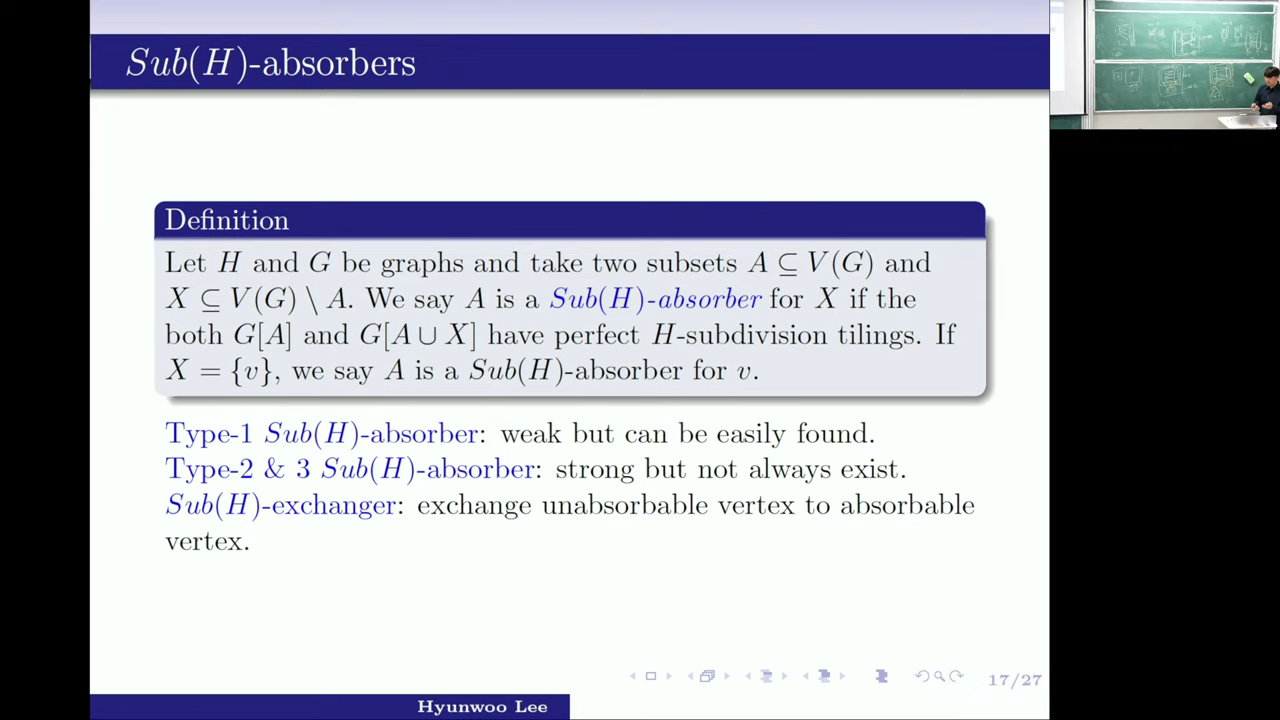 Sub(H)-absorbers
Definition
Let H and G be graphs and take two subsets A ⊆ V(G) and
X ⊆ V(G) \ A. We say A is a Sub(H)-absorber for X if the
both G[A] and G[A ∪ X] have perfect H-subdivision tilings. If
X = {v}, we say A is a Sub(H)-absorber for v.
Type-1 Sub(H)-absorber: weak but can be easily found.
Type-2 & 3 Sub(H)-absorber: strong but not always exist.
Sub(H)-exchanger: exchange unabsorbable vertex to absorbable
vertex.
17/27
Hyunwoo Lee